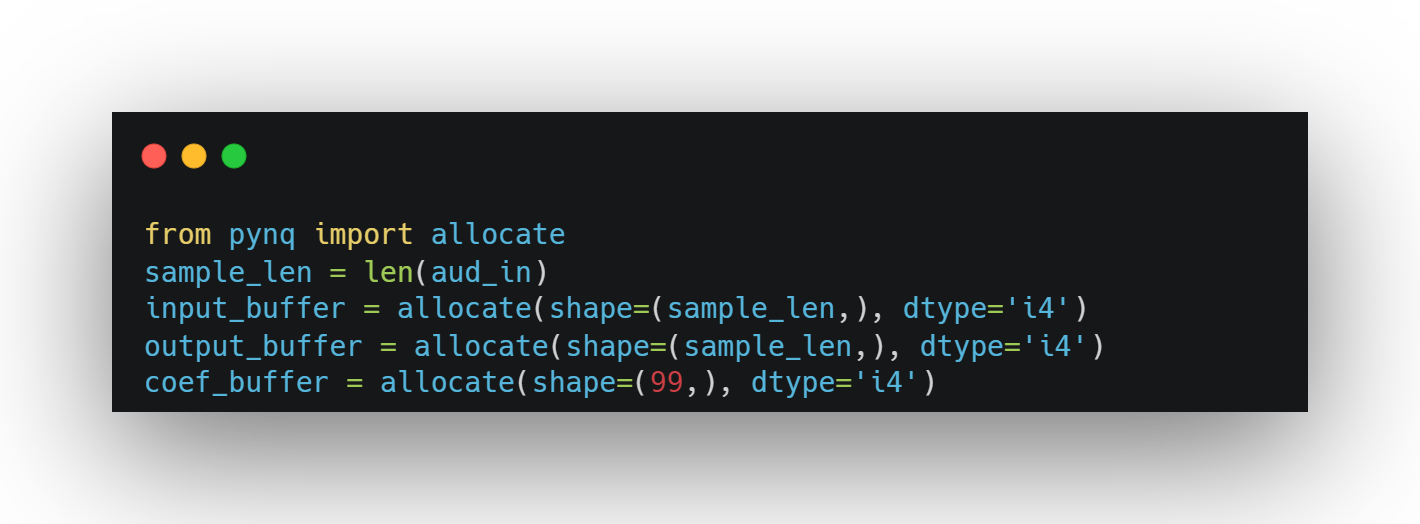 from pynq import allocate
sample_len = len(aud_in)
input_buffer = allocate(shape=(sample_len,), dtype='i4')
output_buffer = allocate(shape=(sample_len,), dtype='i4')
coef_buffer = allocate(shape=(99,), dtype='i4')